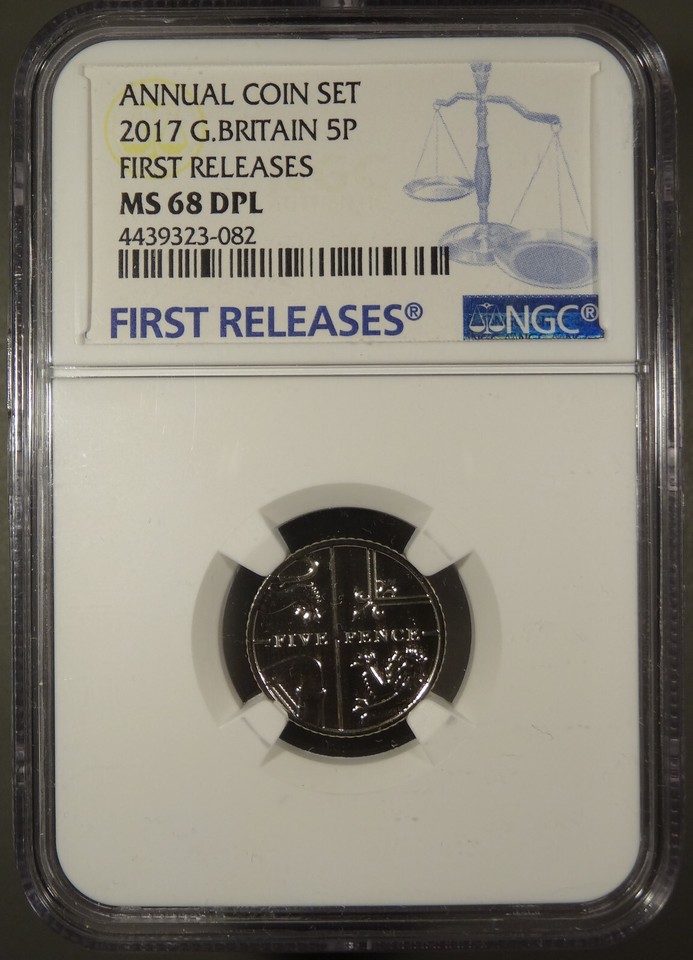 ANNUAL COIN SET
2017 G.BRITAIN 5P
FIRST RELEASES
MS 68 DPL
4439323-082
FIRST RELEASES®
NGC®
FIVE PENCE